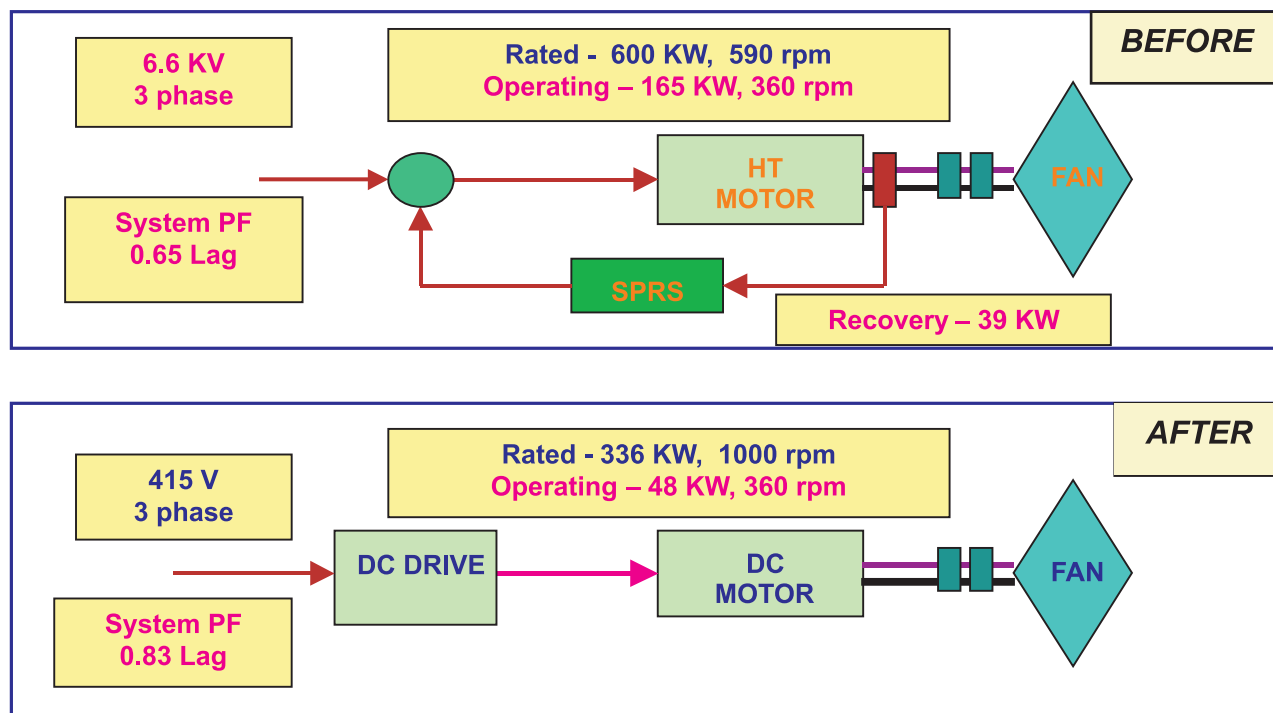 BEFORE
6.6 KV
3 phase
Rated - 600 KW, 590 rpm
Operating – 165 KW, 360 rpm
HT
MOTOR
FAN
System PF
0.65 Lag
SPRS
Recovery – 39 KW
AFTER
415 V
3 phase
Rated - 336 KW, 1000 rpm
Operating – 48 KW, 360 rpm
DC DRIVE
DC
MOTOR
FAN
System PF
0.83 Lag